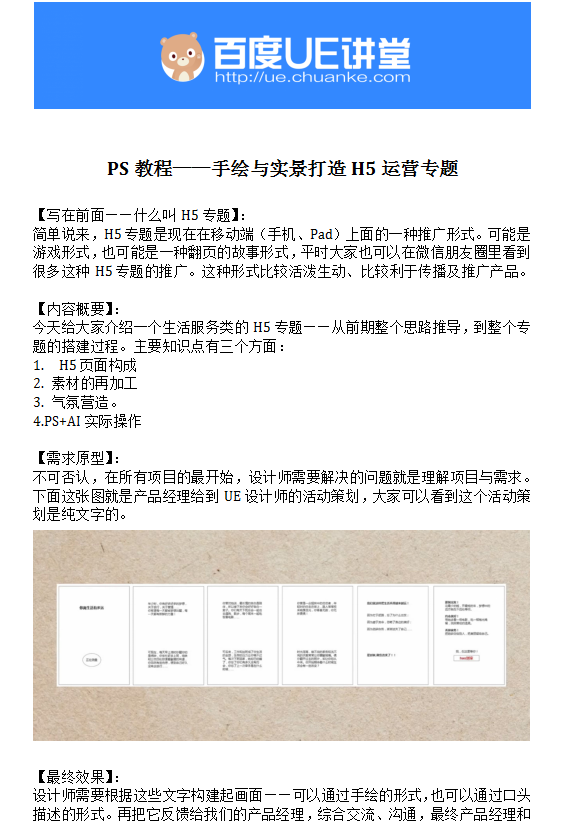 百度UE讲堂
http://ue.chuanke.com
PS 教程——手绘与实景打造 H5 运营专题
【写在前面——什么叫 H5 专题】：
简单说来，H5 专题是现在在移动端（手机、Pad）上面的一种推广形式。可能是
游戏形式，也可能是一种翻页的故事形式，平时大家也可以在微信朋友圈里看到
很多这种 H5 专题的推广。这种形式比较活泼生动、比较利于传播及推广产品。
【内容概要】：
今天给大家介绍一个生活服务类的 H5 专题——从前期整个思路推导，到整个专
题的搭建过程。主要知识点有三个方面：
1. H5 页面构成
2. 素材的再加工
3. 气氛营造。
4.PS+AI 实际操作
【需求原型】：
不可否认，在所有项目的最开始，设计师需要解决的问题就是理解项目与需求。
下面这张图就是产品经理给到 UE 设计师的活动策划，大家可以看到这个活动策
划是纯文字的。
【最终效果】：
设计师需要根据这些文字构建起画面——可以通过手绘的形式，也可以通过口头
描述的形式。再把它反馈给我们的产品经理，综合交流、沟通，最终产品经理和